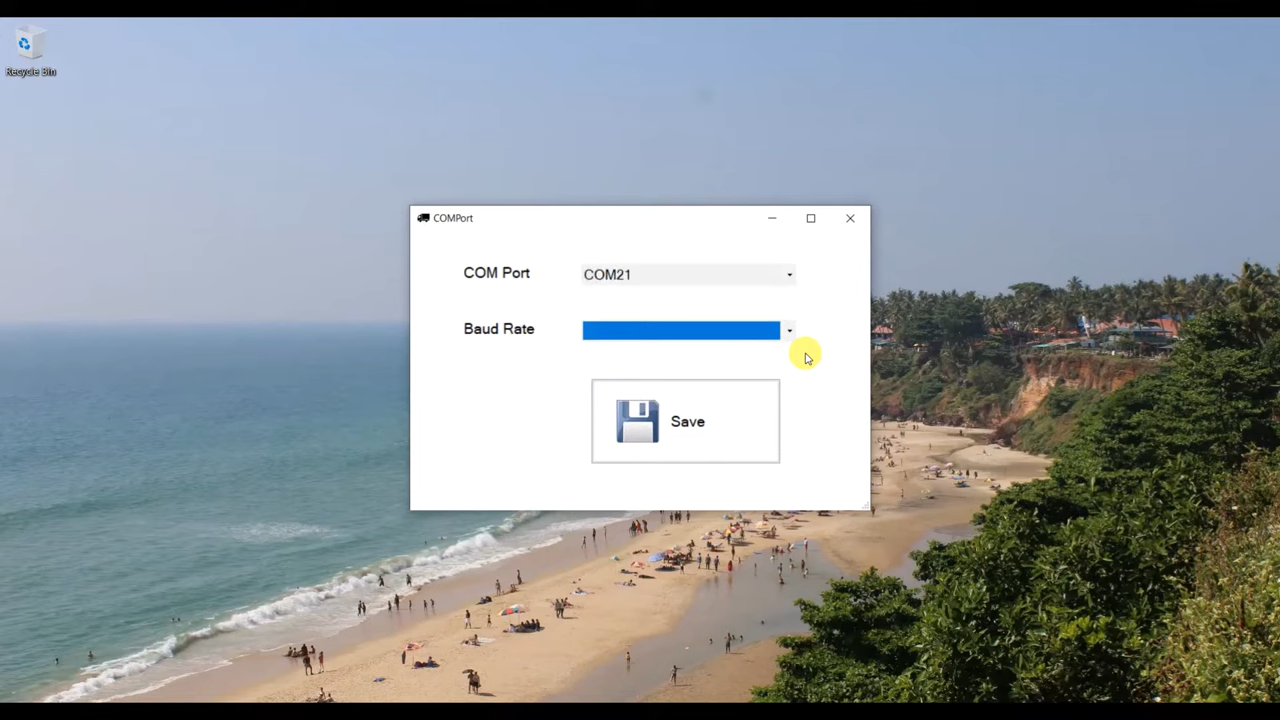 Recycle Bin
COMPort
COM Port
COM21
Baud Rate
Save